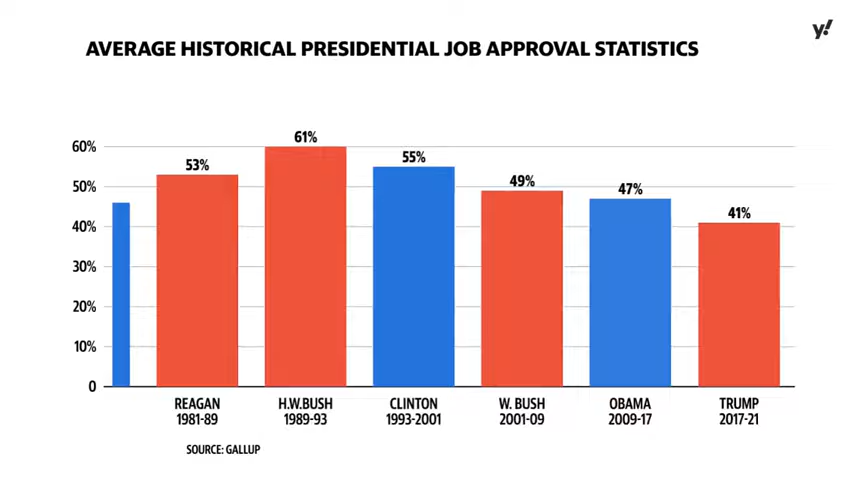 y!
AVERAGE HISTORICAL PRESIDENTIAL JOB APPROVAL STATISTICS
60%
50%
40%
30%
20%
10%
0
53%
61%
55%
49%
47%
41%
REAGAN
1981-89
H.W.BUSH
1989-93
CLINTON
1993-2001
W. BUSH
2001-09
OBAMA
2009-17
TRUMP
2017-21
SOURCE: GALLUP